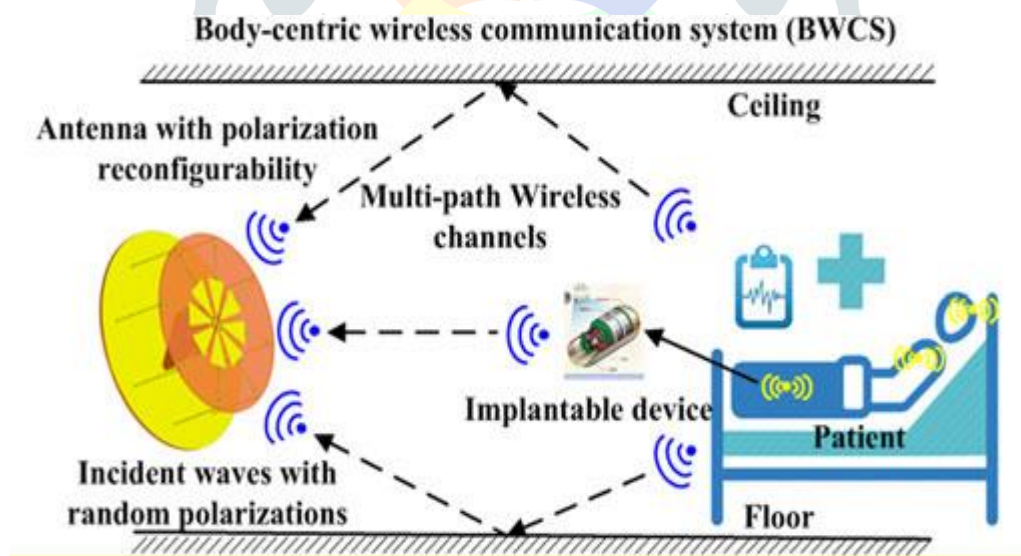 Body-centric wireless communication system (BWCS)
Ceiling
Antenna with polarization
reconfigurability
Multi-path Wireless
channels
Implantable device
Patient
Incident waves with
random polarizations
Floor